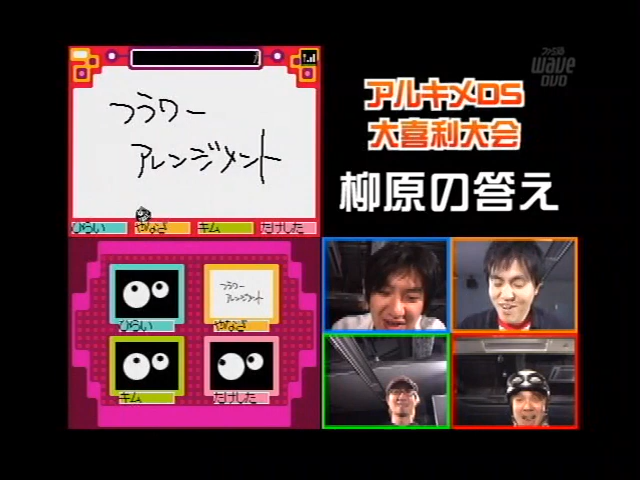 ファミ通
WaVe
DVD
アルキメDS
大喜利大会
柳原の答え
フラワー
アレンジメント
ひらい
やなぎ
キム
たけした
フラワー
アレンジメント
ひらい
やなぎ
キム
たけした